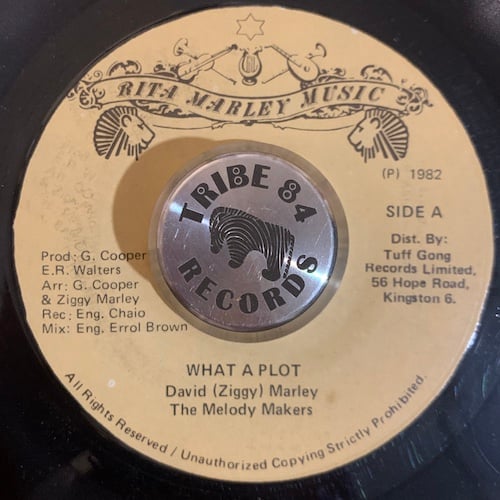 RITA MARLEY MUSIC
(P) 1982
SIDE A
Dist. By:
Tuff Gong
Records Limited,
56 Hope Road,
Kingston 6.
TRIBE 84
RECORDS
Prod: G. Cooper
E.R. Walters
Arr: G. Cooper
& Ziggy Marley
Rec: Eng. Chaio
Mix: Eng. Errol Brown
WHAT A PLOT
David (Ziggy) Marley
The Melody Makers
All Rights Reserved / Unauthorized Copying Strictly Prohibited.